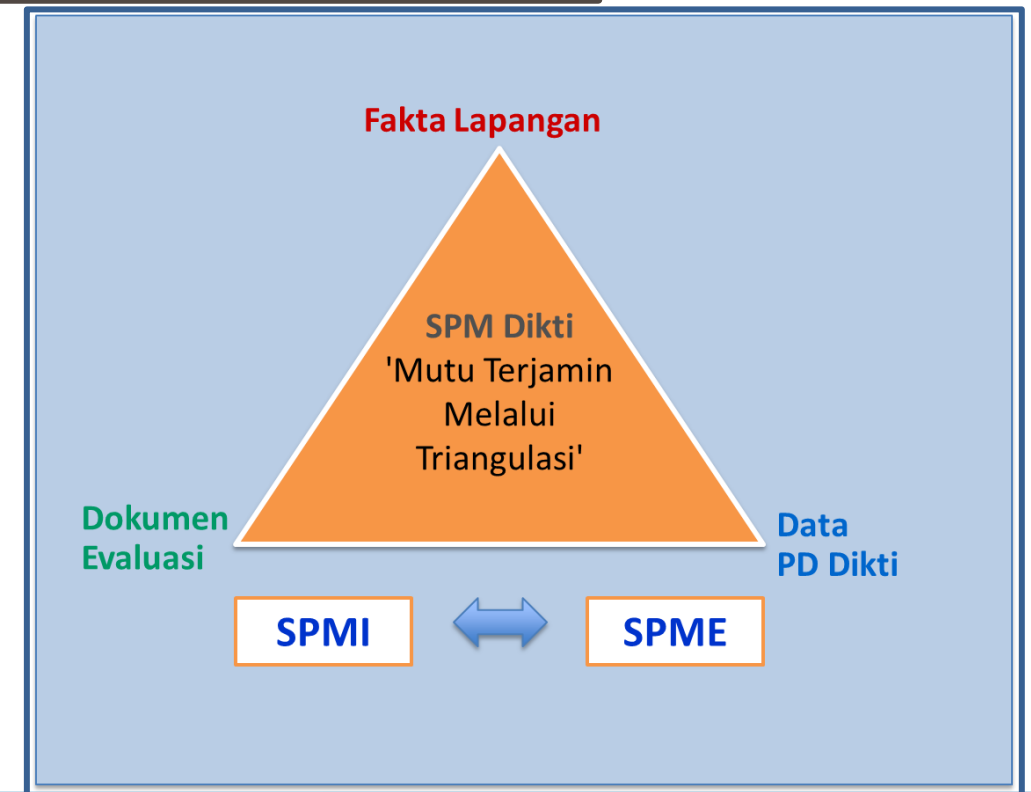 Fakta Lapangan
SPM Dikti
'Mutu Terjamin
Melalui
Triangulasi'
Dokumen
Evaluasi
Data
PD Dikti
SPMI
SPME